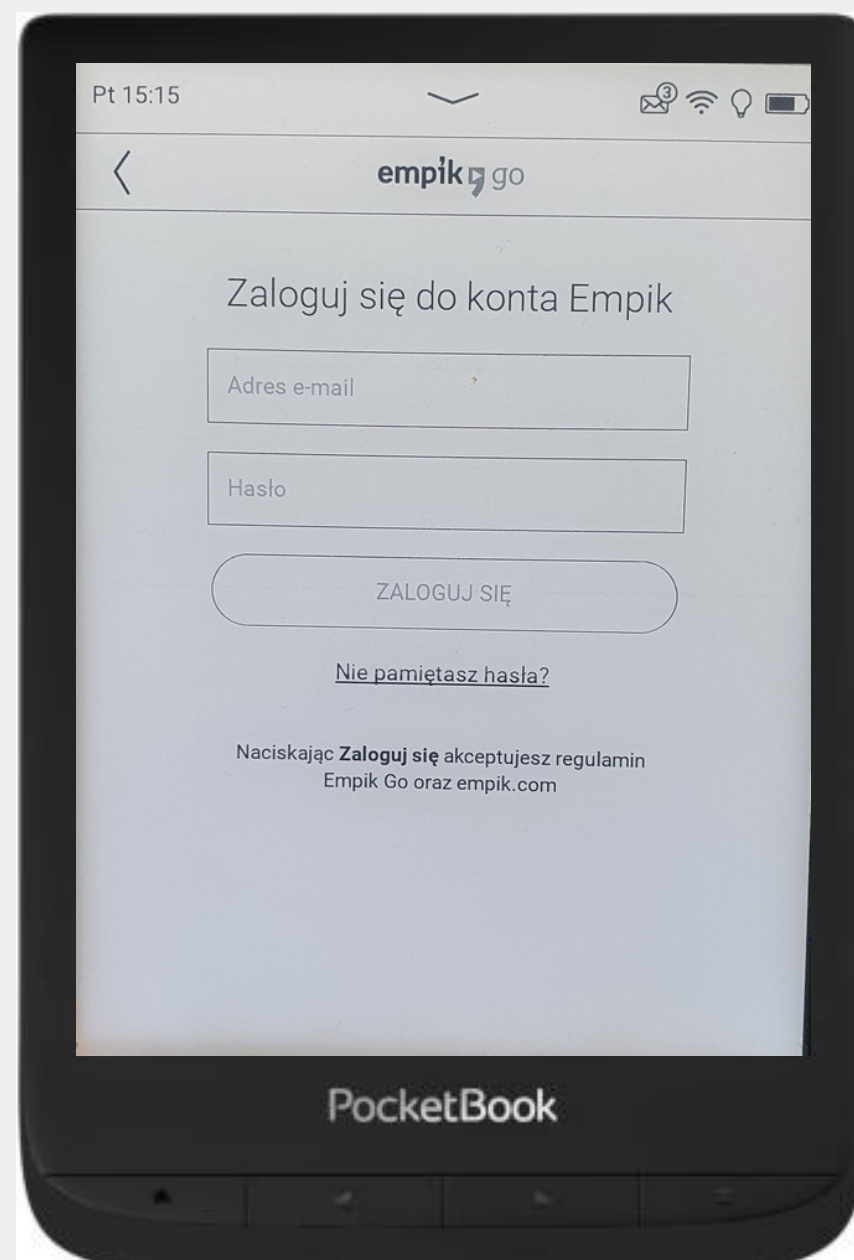 Pt 15:15
3
empik go
Zaloguj się do konta Empik
Adres e-mail
Hasło
ZALOGUJ SIĘ
Nie pamiętasz hasła?
Naciskając Zaloguj się akceptujesz regulamin
Empik Go oraz empik.com
PocketBook